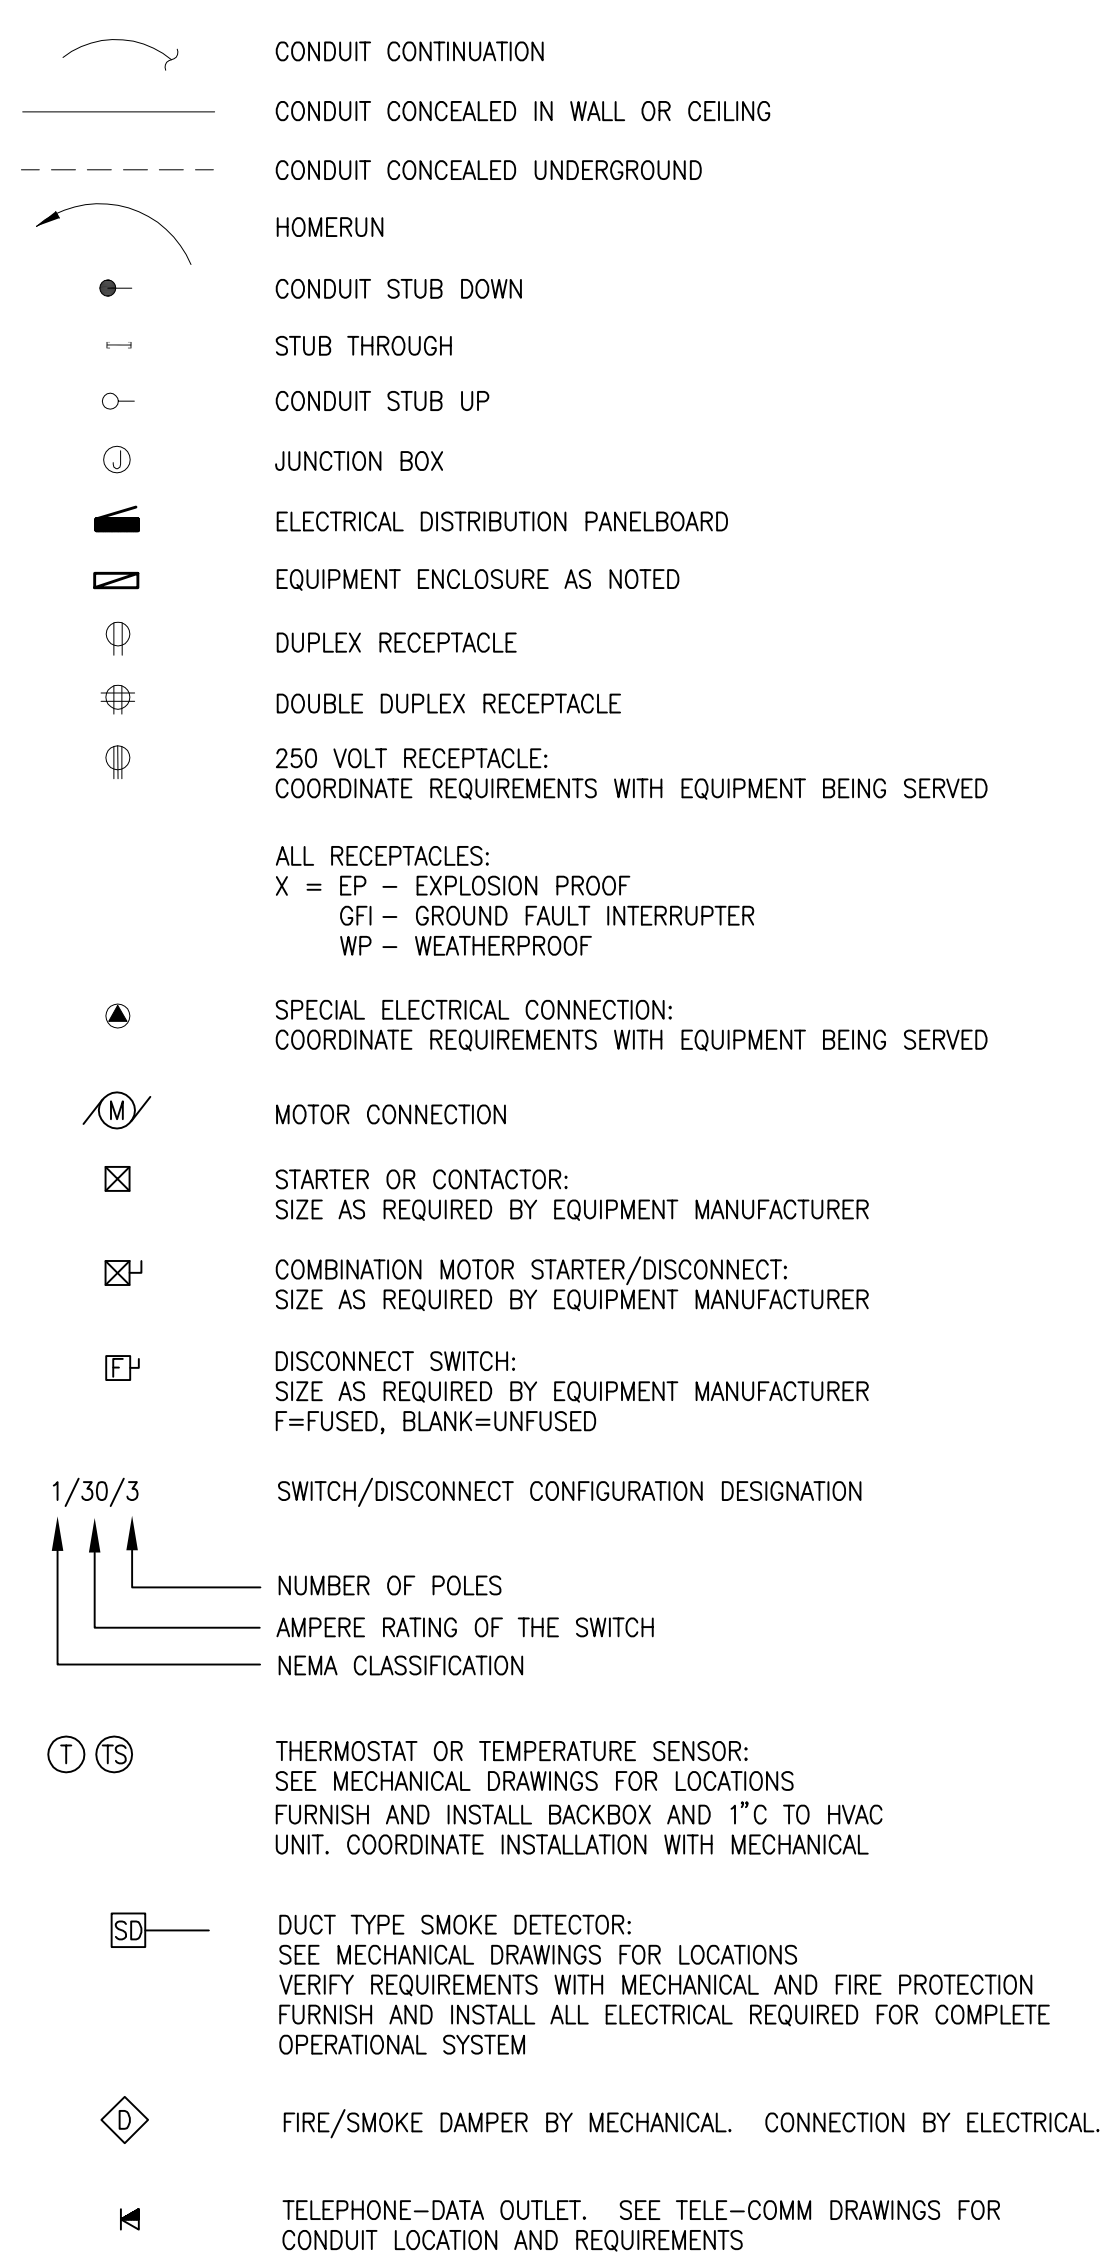 CONDUIT CONTINUATION
CONDUIT CONCEALED IN WALL OR CEILING
CONDUIT CONCEALED UNDERGROUND
HOMERUN
CONDUIT STUB DOWN
STUB THROUGH
CONDUIT STUB UP
J JUNCTION BOX
ELECTRICAL DISTRIBUTION PANELBOARD
EQUIPMENT ENCLOSURE AS NOTED
DUPLEX RECEPTACLE
DOUBLE DUPLEX RECEPTACLE
250 VOLT RECEPTACLE:
COORDINATE REQUIREMENTS WITH EQUIPMENT BEING SERVED
ALL RECEPTACLES:
X = EP – EXPLOSION PROOF
GFI – GROUND FAULT INTERRUPTER
WP – WEATHERPROOF
SPECIAL ELECTRICAL CONNECTION:
COORDINATE REQUIREMENTS WITH EQUIPMENT BEING SERVED
M MOTOR CONNECTION
STARTER OR CONTACTOR:
SIZE AS REQUIRED BY EQUIPMENT MANUFACTURER
COMBINATION MOTOR STARTER/DISCONNECT:
SIZE AS REQUIRED BY EQUIPMENT MANUFACTURER
F DISCONNECT SWITCH:
SIZE AS REQUIRED BY EQUIPMENT MANUFACTURER
F=FUSED, BLANK=UNFUSED
1/30/3 SWITCH/DISCONNECT CONFIGURATION DESIGNATION
NUMBER OF POLES
AMPERE RATING OF THE SWITCH
NEMA CLASSIFICATION
T TS THERMOSTAT OR TEMPERATURE SENSOR:
SEE MECHANICAL DRAWINGS FOR LOCATIONS
FURNISH AND INSTALL BACKBOX AND 1"C TO HVAC
UNIT. COORDINATE INSTALLATION WITH MECHANICAL
SD DUCT TYPE SMOKE DETECTOR:
SEE MECHANICAL DRAWINGS FOR LOCATIONS
VERIFY REQUIREMENTS WITH MECHANICAL AND FIRE PROTECTION
FURNISH AND INSTALL ALL ELECTRICAL REQUIRED FOR COMPLETE
OPERATIONAL SYSTEM
D FIRE/SMOKE DAMPER BY MECHANICAL. CONNECTION BY ELECTRICAL.
TELEPHONE–DATA OUTLET. SEE TELE–COMM DRAWINGS FOR
CONDUIT LOCATION AND REQUIREMENTS